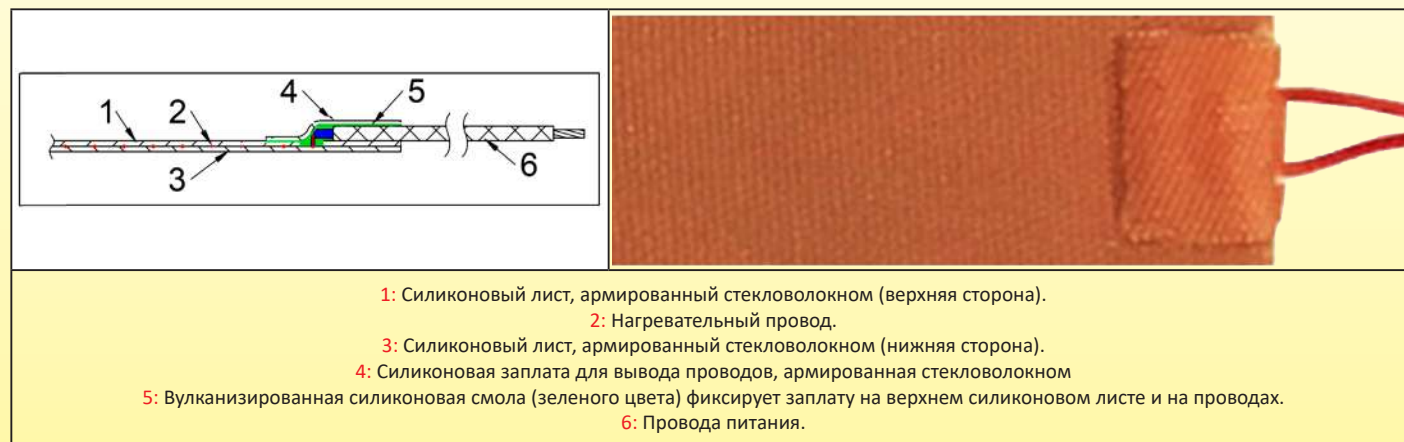 1
2
4
5
3
6
1: Силиконовый лист, армированный стекловолокном (верхняя сторона).
2: Нагревательный провод.
3: Силиконовый лист, армированный стекловолокном (нижняя сторона).
4: Силиконовая заплата для вывода проводов, армированная стекловолокном
5: Вулканизированная силиконовая смола (зеленого цвета) фиксирует заплату на верхнем силиконовом листе и на проводах.
6: Провода питания.